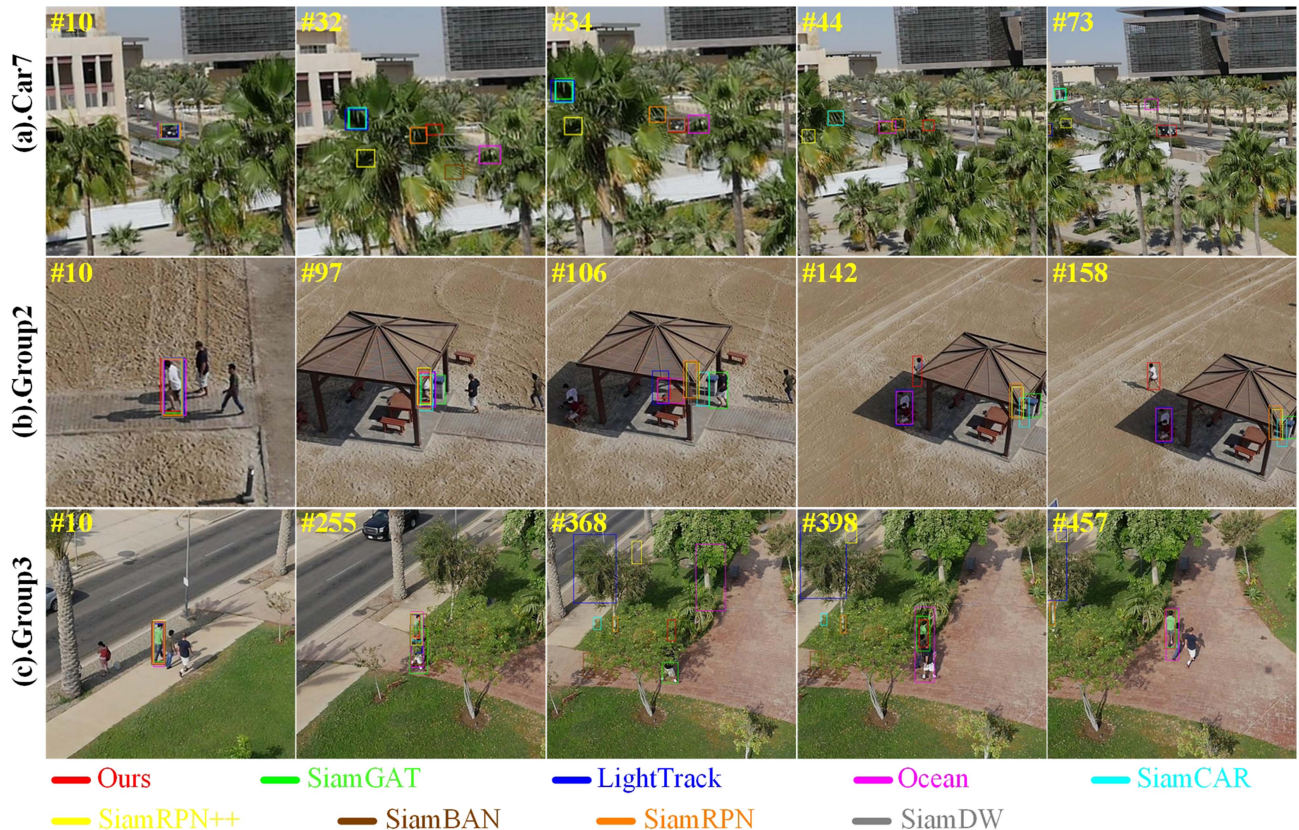 (a).Car7
#10 #32 #34 #44 #73
(b).Group2
#10 #97 #106 #142 #158
(c).Group3
#10 #255 #368 #398 #457
Ours SiamGAT LightTrack Ocean SiamCAR
SiamRPN++ SiamBAN SiamRPN SiamDW